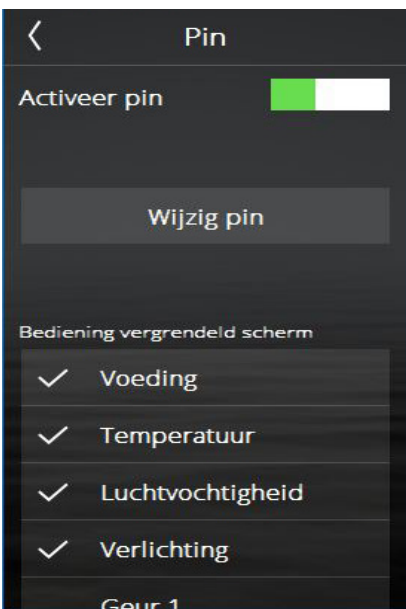 Pin
Activeer pin
Wijzig pin
Bediening vergrendeld scherm
Voeding
Temperatuur
Luchtvochtigheid
Verlichting
Geur 1